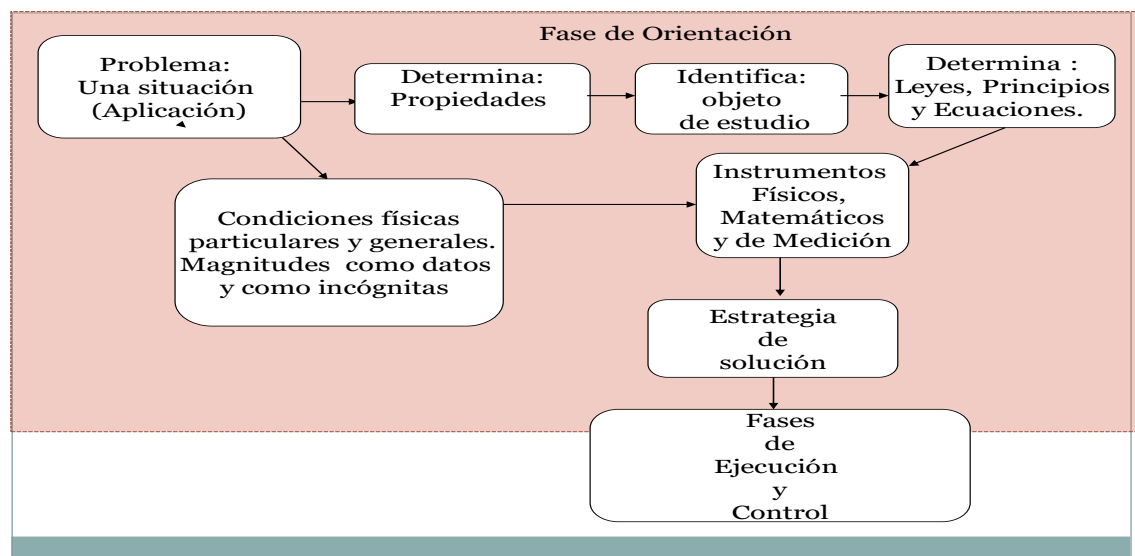 Fase de Orientación
Problema:
Una situación
(Aplicación)
Determina:
Propiedades
Identifica:
objeto
de estudio
Determina :
Leyes, Principios
y Ecuaciones.
Condiciones físicas
particulares y generales.
Magnitudes como datos
y como incógnitas
Instrumentos
Físicos,
Matemáticos
y de Medición
Estrategia
de
solución
Fases
de
Ejecución
y
Control